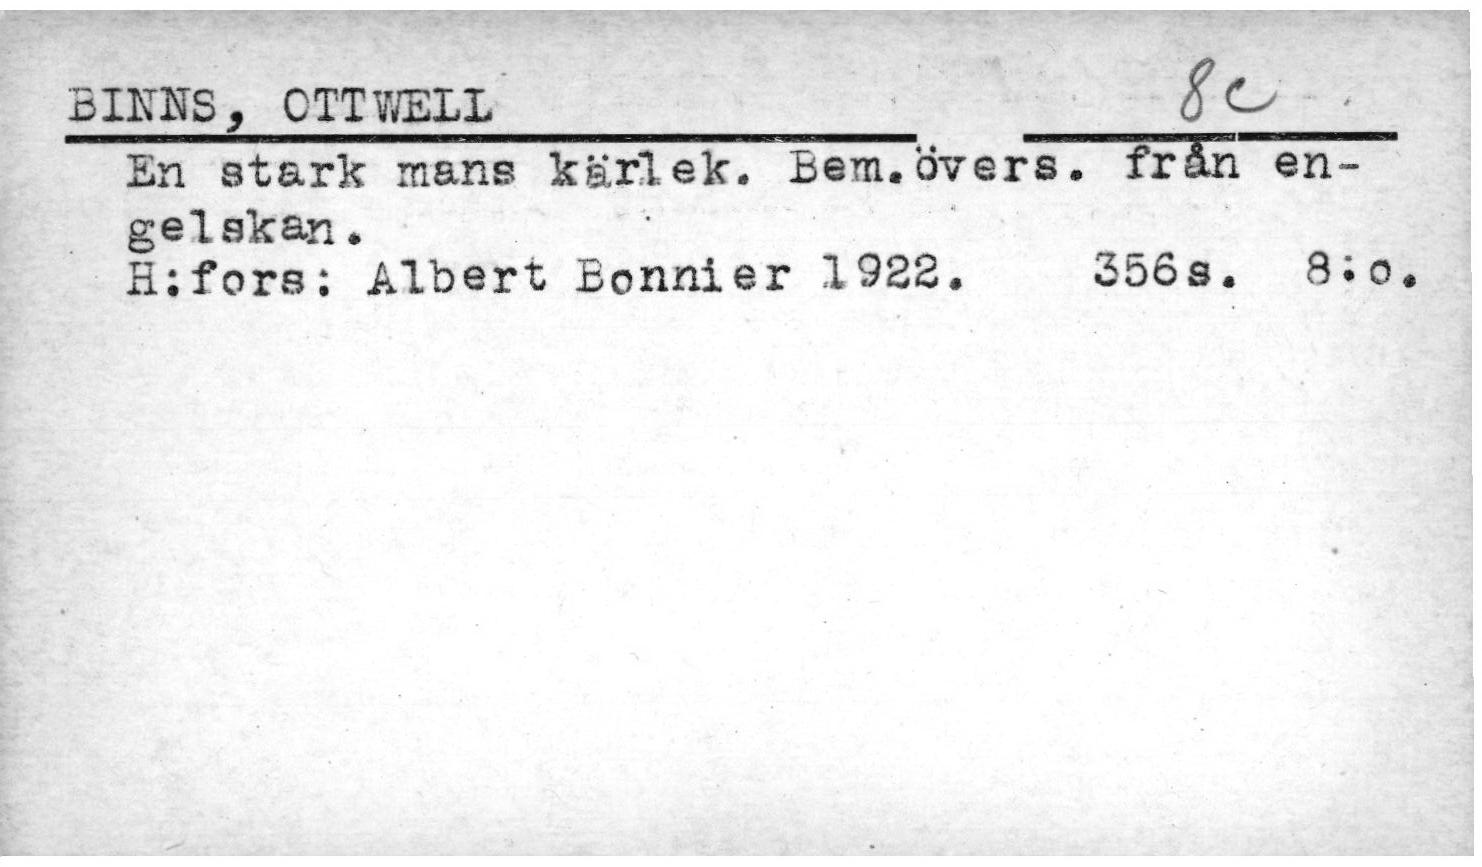 BINNS, OTTWELL 8c
En stark mans kärlek. Bem.övers. från en-
gelskan.
H:fors: Albert Bonnier 1922. 356s. 8:o.